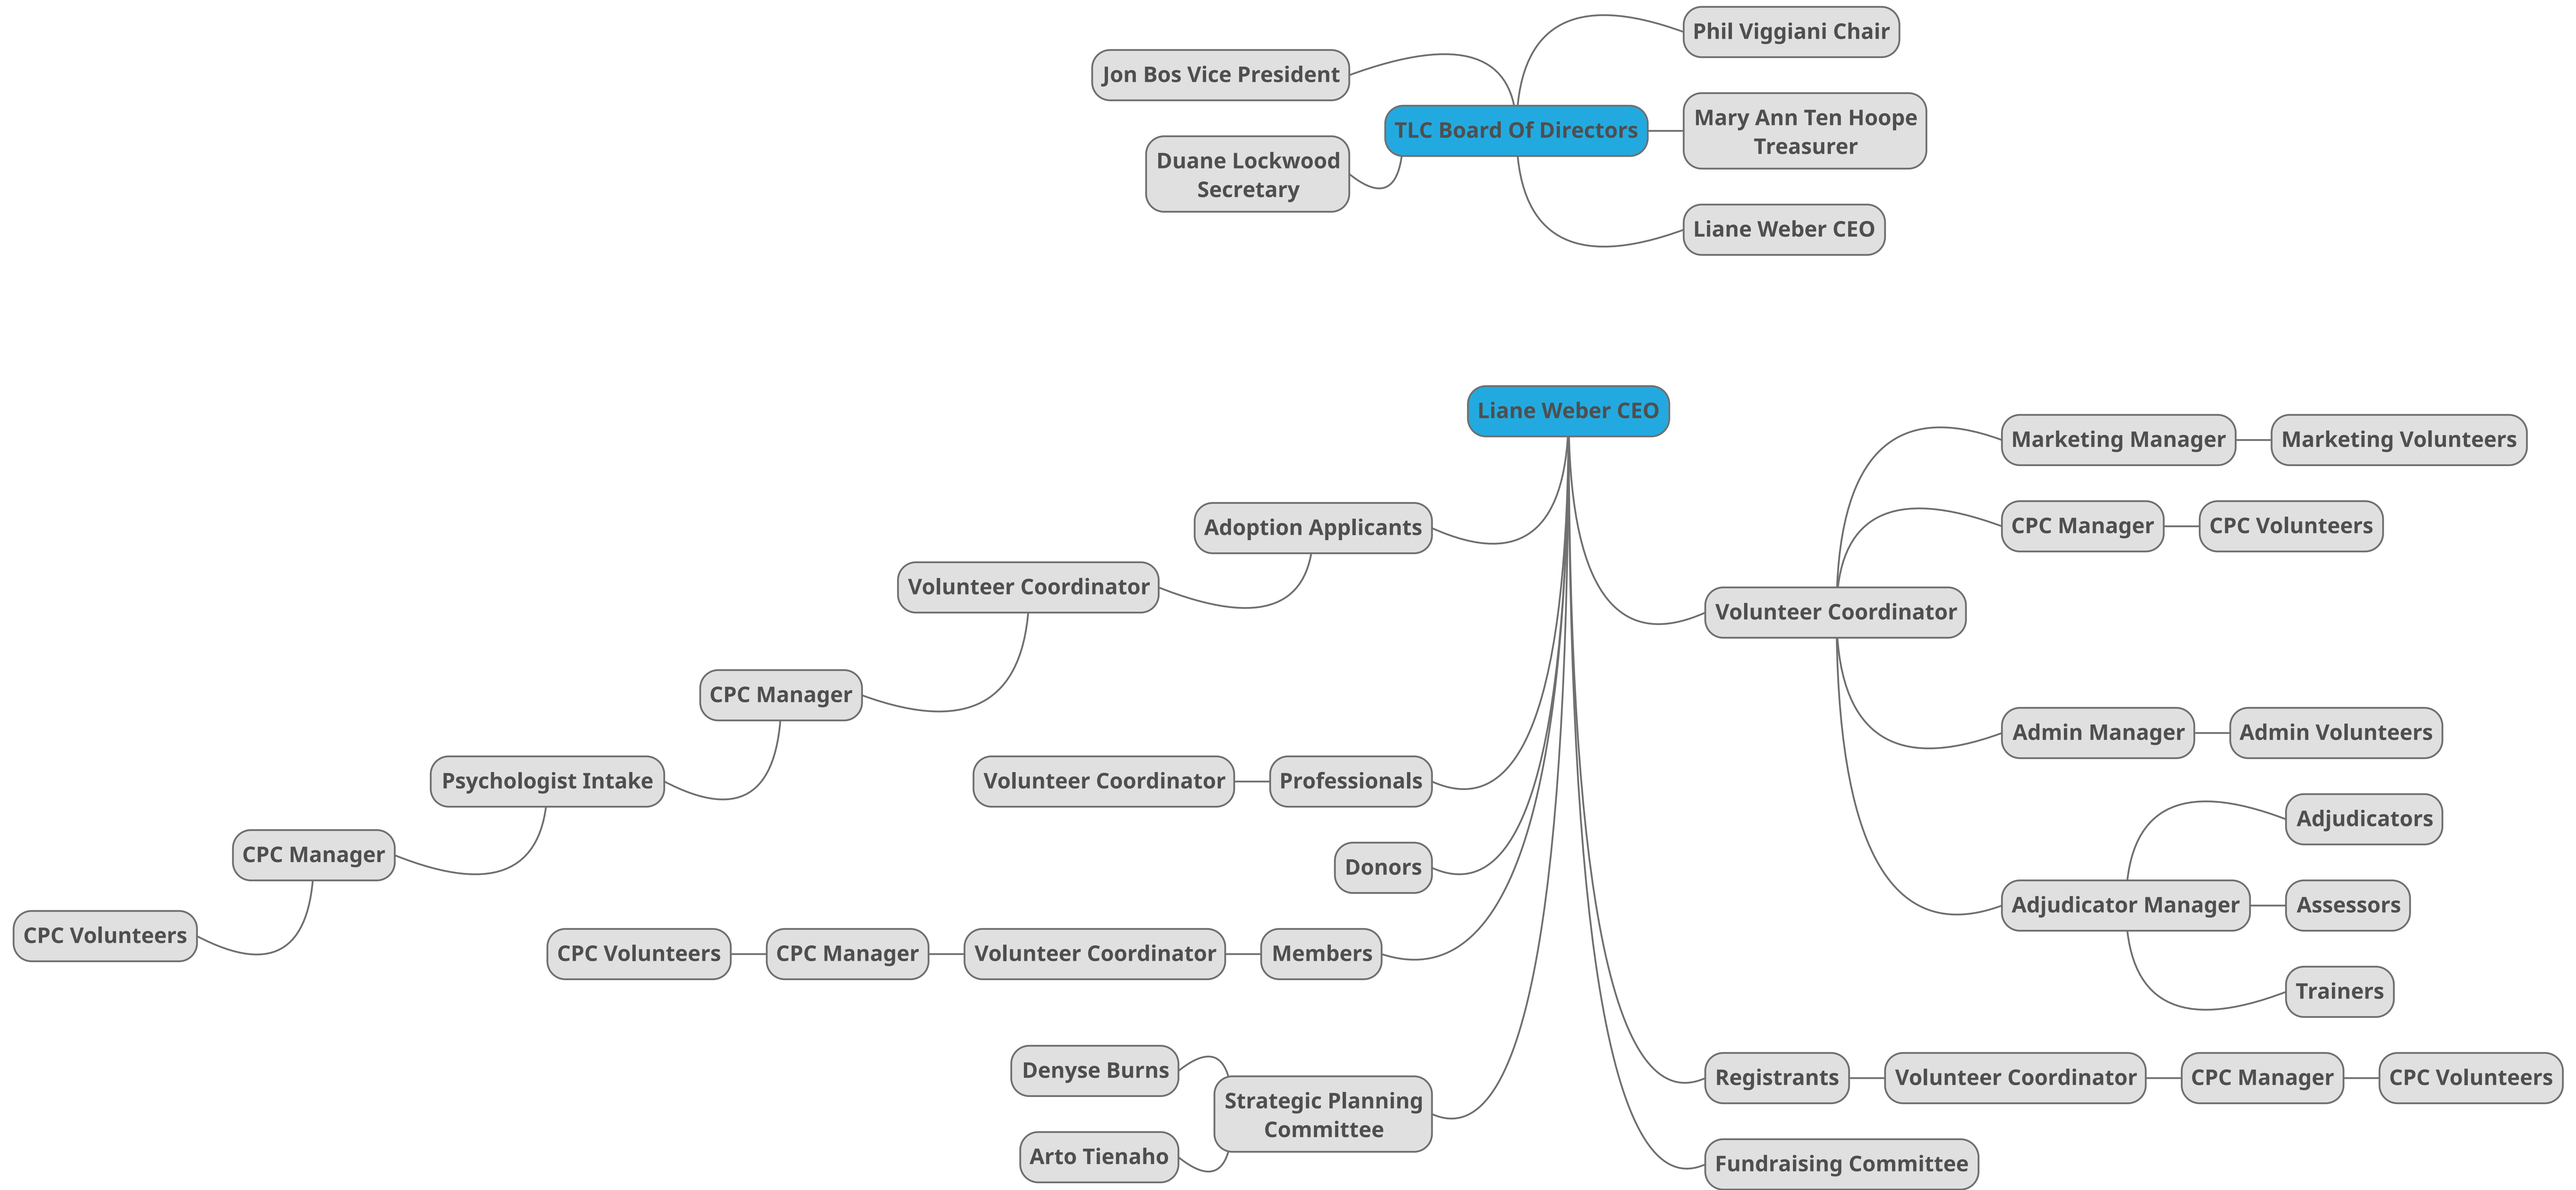 Phil Viggiani Chair
Jon Bos Vice President
TLC Board Of Directors
Mary Ann Ten Hoope
Treasurer
Duane Lockwood
Secretary
Liane Weber CEO
Liane Weber CEO
Marketing Manager
Marketing Volunteers
CPC Manager
CPC Volunteers
Adoption Applicants
Volunteer Coordinator
Volunteer Coordinator
CPC Manager
Admin Manager
Admin Volunteers
Psychologist Intake
Volunteer Coordinator
Professionals
Adjudicators
CPC Manager
Donors
Adjudicator Manager
Assessors
CPC Volunteers
CPC Volunteers
CPC Manager
Volunteer Coordinator
Members
Trainers
Denyse Burns
Strategic Planning
Committee
Arto Tienaho
Registrants
Volunteer Coordinator
CPC Manager
CPC Volunteers
Fundraising Committee